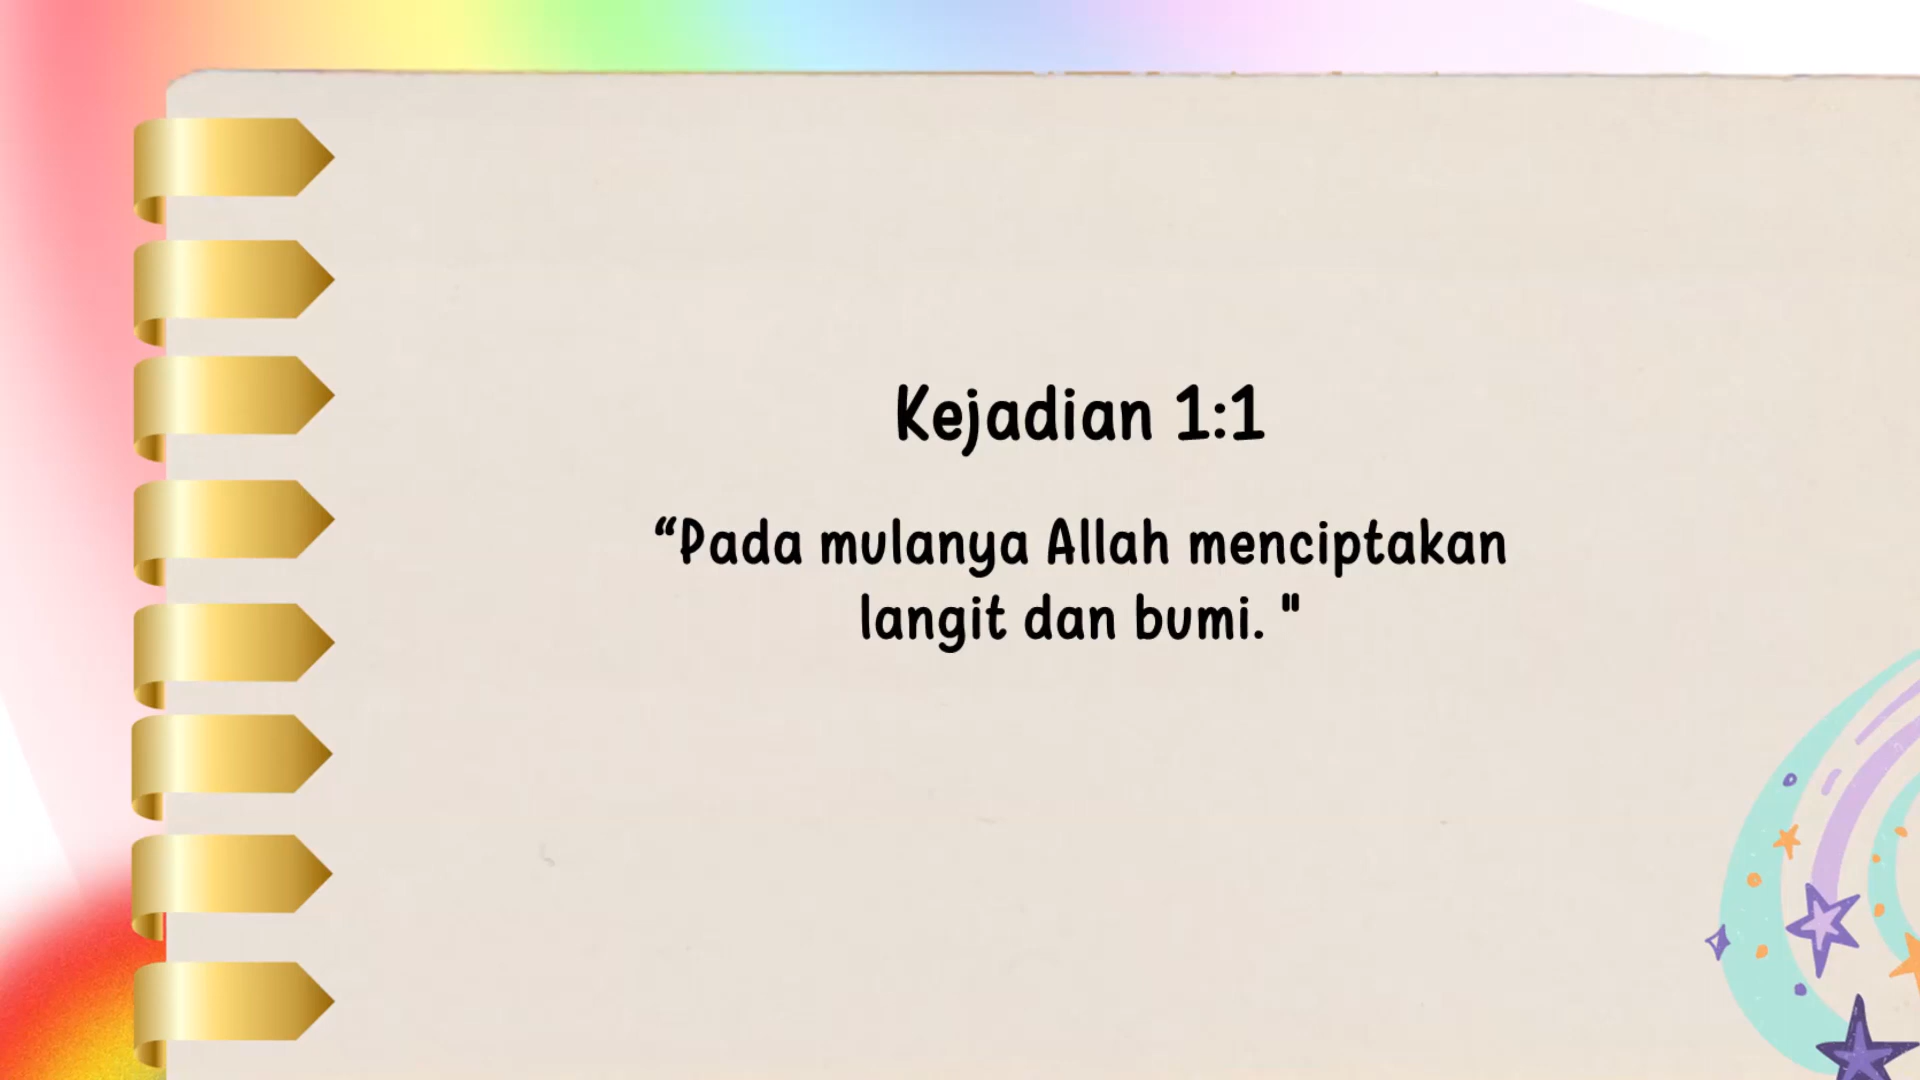 Kejadian 1:1
“Pada mulanya Allah menciptakan
langit dan bumi. "